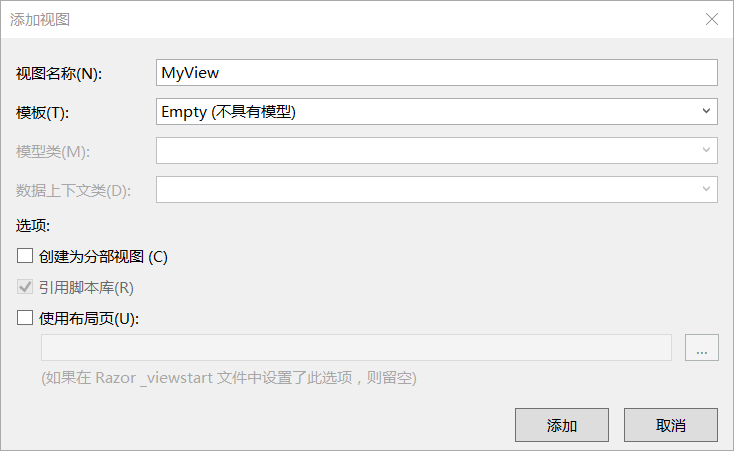 添加视图
视图名称(N):
MyView
模板(T):
Empty (不具有模型)
模型类(M):
数据上下文类(D):
选项:
创建为分部视图 (C)
引用脚本库(R)
使用布局页(U):
...
(如果在 Razor _viewstart 文件中设置了此选项，则留空)
添加
取消